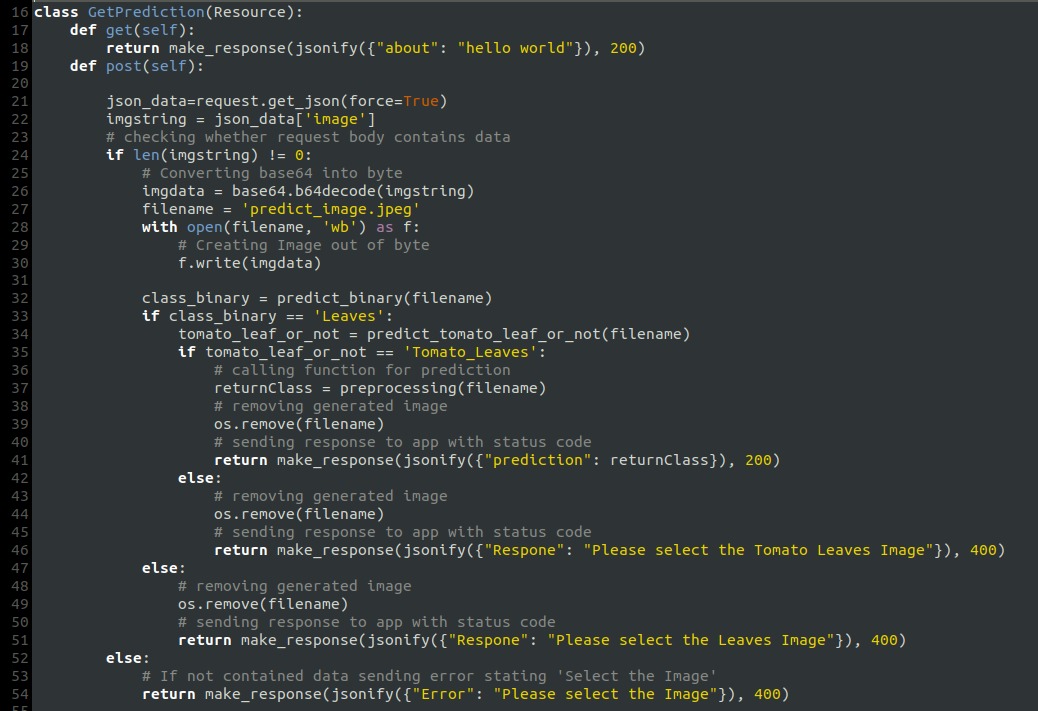 16 class GetPrediction(Resource):
17     def get(self):
18         return make_response(jsonify({"about": "hello world"}), 200)
19     def post(self):
20
21         json_data=request.get_json(force=True)
22         imgstring = json_data['image']
23         # checking whether request body contains data
24         if len(imgstring) != 0:
25             # Converting base64 into byte
26             imgdata = base64.b64decode(imgstring)
27             filename = 'predict_image.jpeg'
28             with open(filename, 'wb') as f:
29                 # Creating Image out of byte
30                 f.write(imgdata)
31
32             class_binary = predict_binary(filename)
33             if class_binary == 'Leaves':
34                 tomato_leaf_or_not = predict_tomato_leaf_or_not(filename)
35                 if tomato_leaf_or_not == 'Tomato_Leaves':
36                     # calling function for prediction
37                     returnClass = preprocessing(filename)
38                     # removing generated image
39                     os.remove(filename)
40                     # sending response to app with status code
41                     return make_response(jsonify({"prediction": returnClass}), 200)
42                 else:
43                     # removing generated image
44                     os.remove(filename)
45                     # sending response to app with status code
46                     return make_response(jsonify({"Respone": "Please select the Tomato Leaves Image"}), 400)
47             else:
48                 # removing generated image
49                 os.remove(filename)
50                 # sending response to app with status code
51                 return make_response(jsonify({"Respone": "Please select the Leaves Image"}), 400)
52         else:
53             # If not contained data sending error stating 'Select the Image'
54             return make_response(jsonify({"Error": "Please select the Image"}), 400)
55